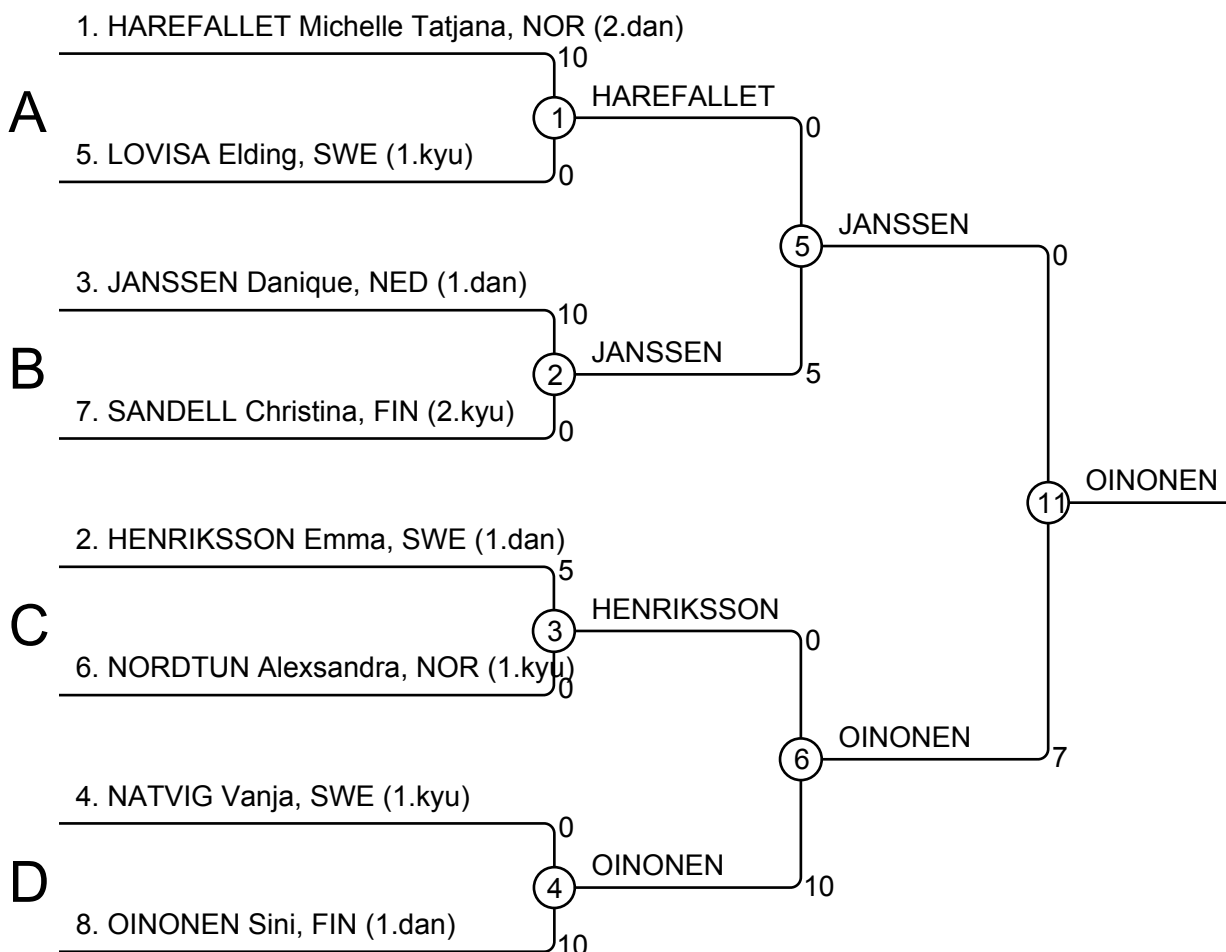 1. HAREFALLET Michelle Tatjana, NOR (2.dan)
10
A
1
HAREFALLET
0
5. LOVISA Elding, SWE (1.kyu)
0
5
JANSSEN
0
3. JANSSEN Danique, NED (1.dan)
10
B
2
JANSSEN
5
7. SANDELL Christina, FIN (2.kyu)
0
11
OINONEN
2. HENRIKSSON Emma, SWE (1.dan)
5
C
3
HENRIKSSON
0
6. NORDTUN Alexsandra, NOR (1.kyu)
0
6
OINONEN
7
4. NATVIG Vanja, SWE (1.kyu)
0
D
4
OINONEN
10
8. OINONEN Sini, FIN (1.dan)
10